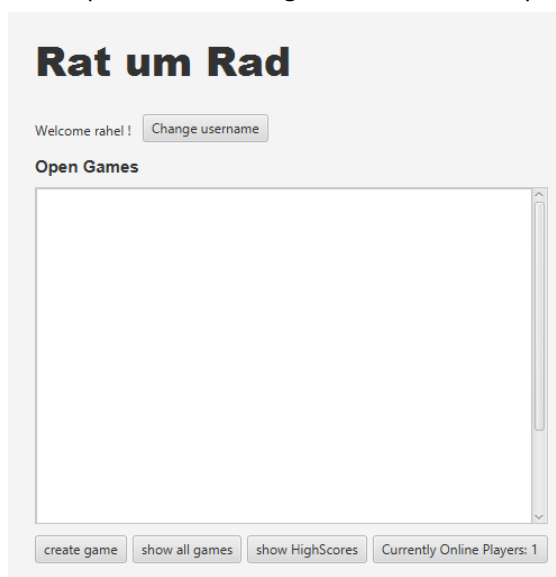 Rat um Rad
Welcome rahel ! Change username
Open Games
create game show all games show HighScores Currently Online Players: 1